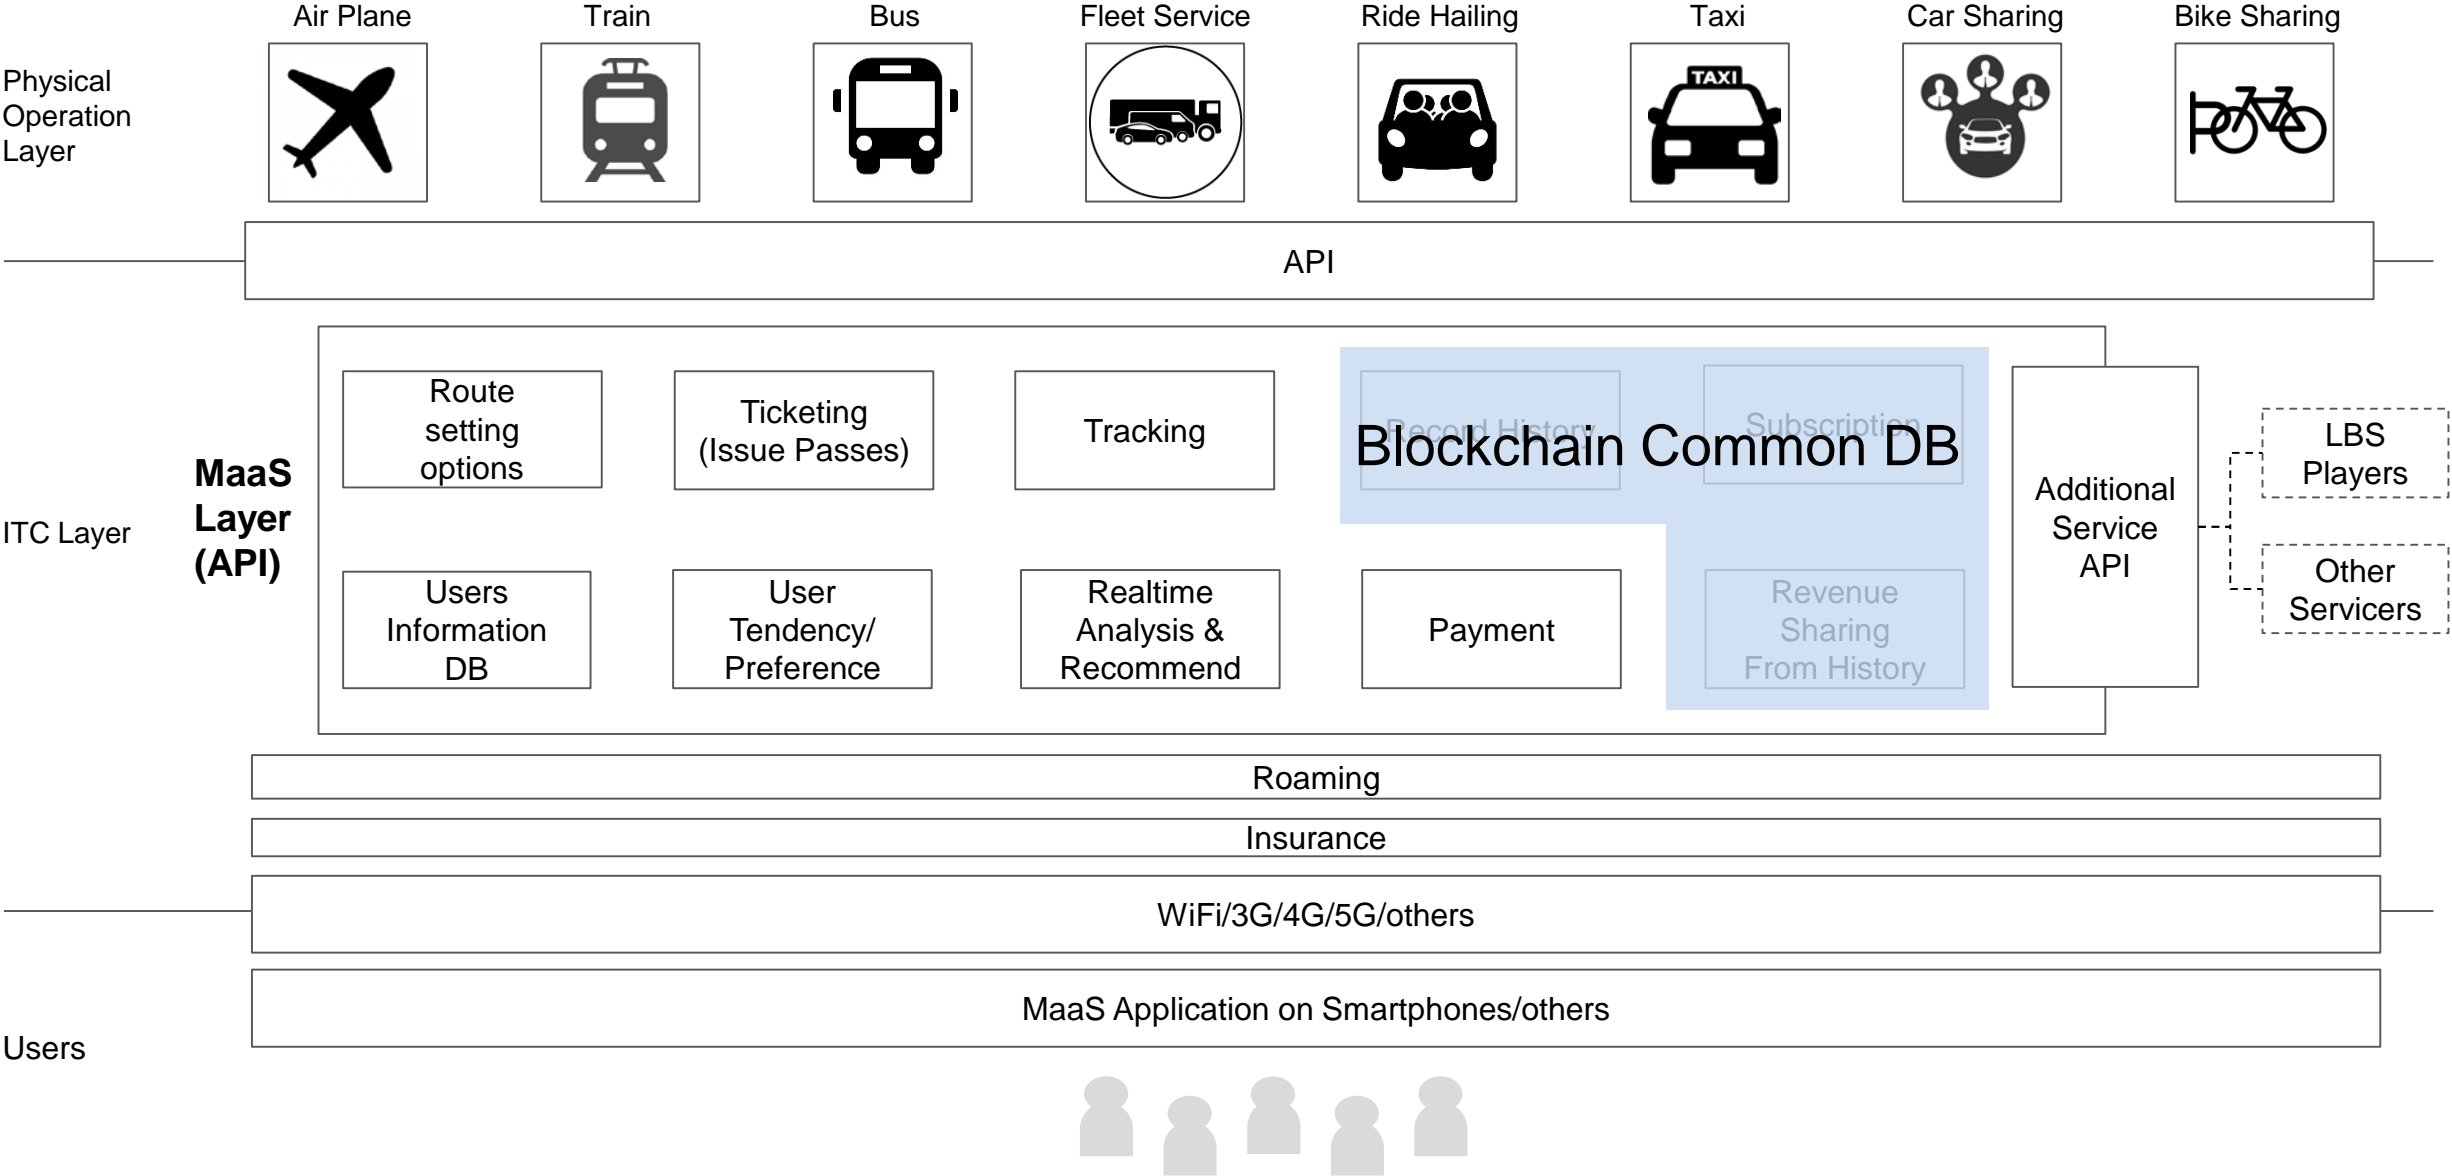 Air Plane
Train
Bus
Fleet Service
Ride Hailing
Taxi
Car Sharing
Bike Sharing
Physical
Operation
Layer
TAXI
API
Route
setting
options
Ticketing
(Issue Passes)
Tracking
Record History
Subscription
Blockchain Common DB
MaaS
Layer
(API)
ITC Layer
Additional
Service
API
LBS
Players
Other
Servicers
Users
Information
DB
User
Tendency/
Preference
Realtime
Analysis &
Recommend
Payment
Revenue
Sharing
From History
Roaming
Insurance
WiFi/3G/4G/5G/others
MaaS Application on Smartphones/others
Users